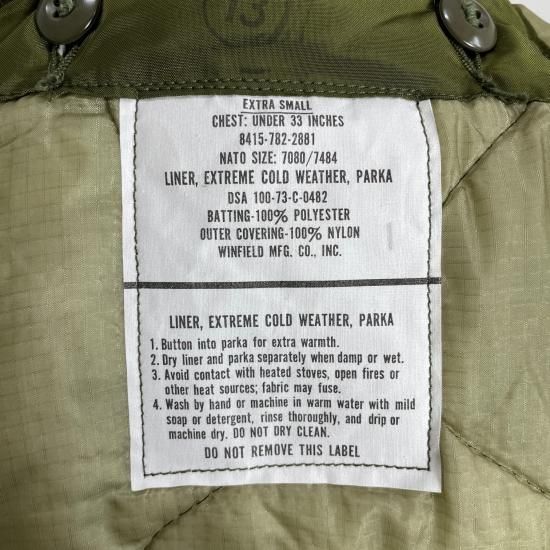 13
EXTRA SMALL
CHEST: UNDER 33 INCHES
8415-782-2881
NATO SIZE: 7080/7484
LINER, EXTREME COLD WEATHER, PARKA
DSA 100-73-C-0482
BATTING-100% POLYESTER
OUTER COVERING-100% NYLON
WINFIELD MFG. CO., INC.
LINER, EXTREME COLD WEATHER, PARKA
1. Button into parka for extra warmth.
2. Dry liner and parka separately when damp or wet.
3. Avoid contact with heated stoves, open fires or
other heat sources; fabric may fuse.
4. Wash by hand or machine in warm water with mild
soap or detergent, rinse thoroughly, and drip or
machine dry. DO NOT DRY CLEAN.
DO NOT REMOVE THIS LABEL